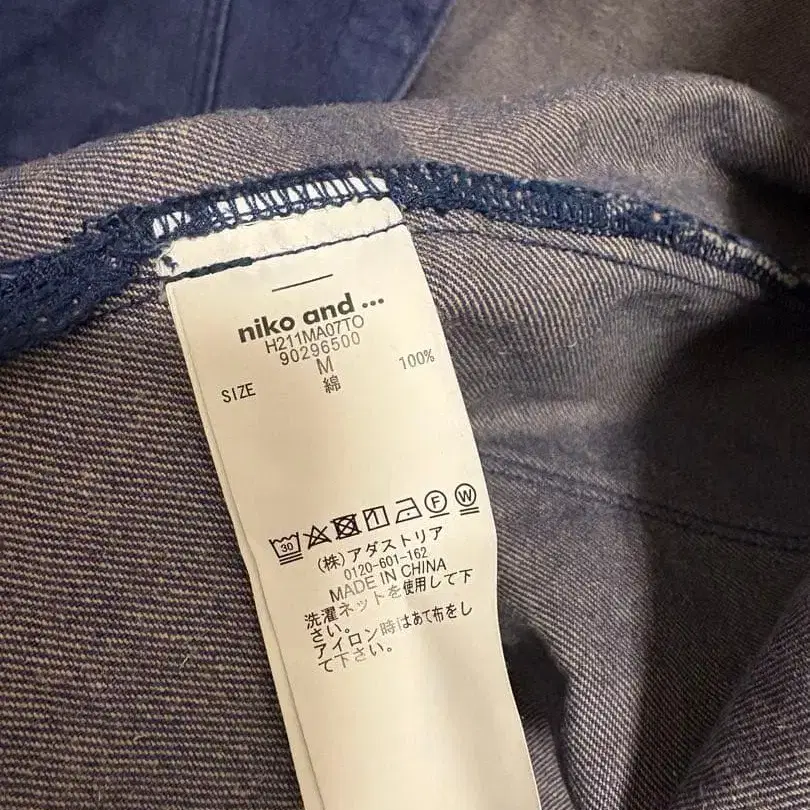 niko and ...
H211MA07TO
90296500
SIZE M
綿 100%
30 F W
(株)アダストリア
0120-601-162
MADE IN CHINA
洗濯ネットを使用して下
さい。
アイロン時はあて布をし
て下さい。